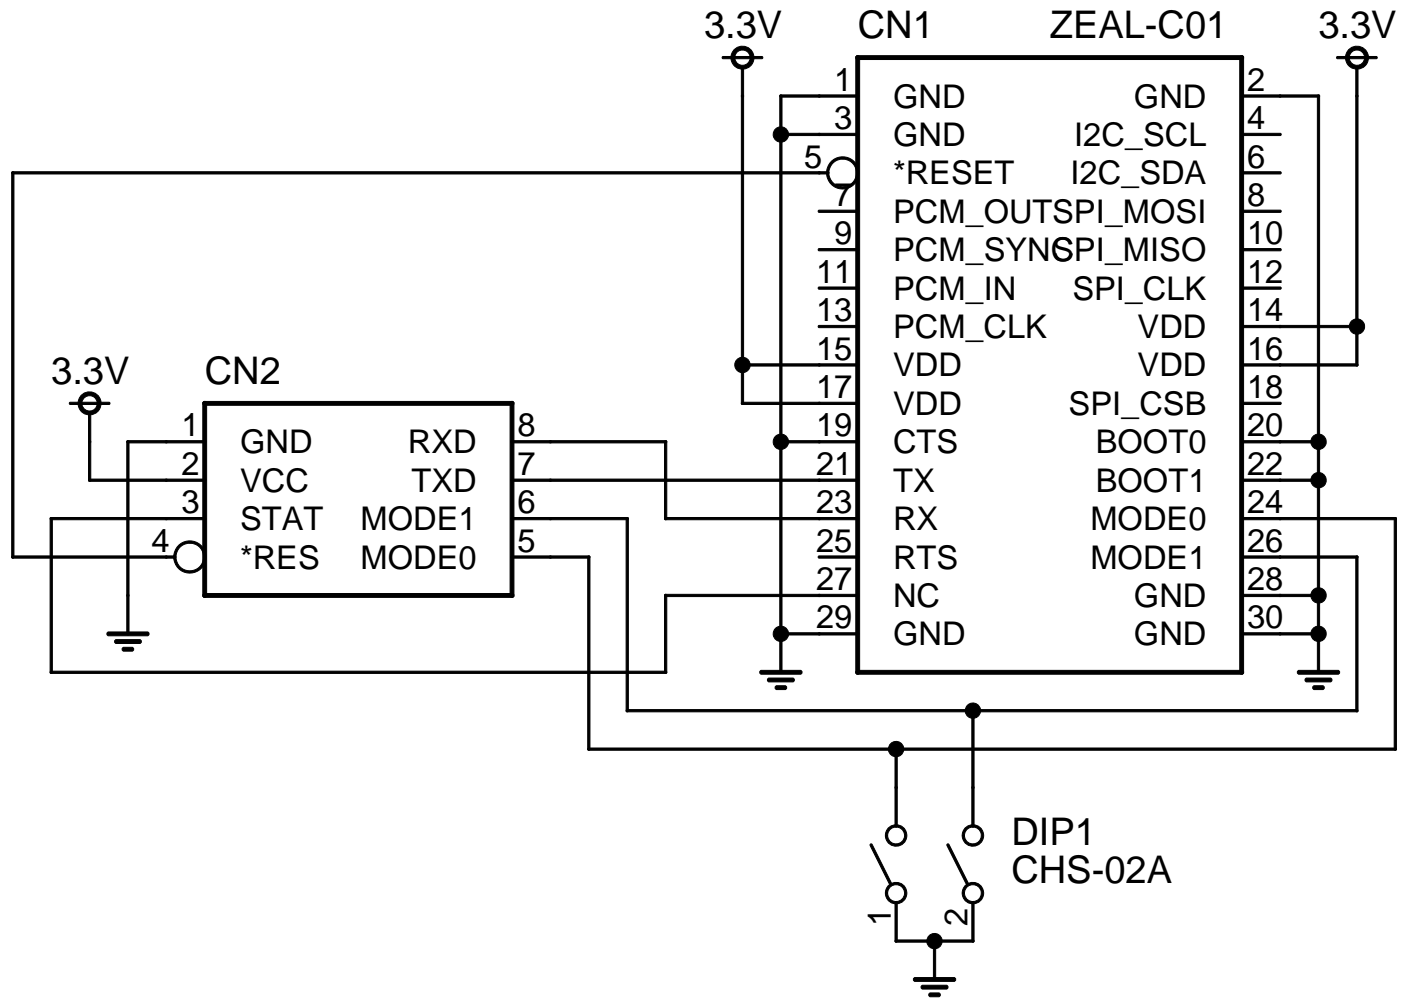 3.3V CN1 ZEAL-C01 3.3V
1 GND GND 2
3 GND I2C_SCL 4
5 *RESET I2C_SDA 6
7 PCM_OUT SPI_MOSI 8
9 PCM_SYNC SPI_MISO 10
11 PCM_IN SPI_CLK 12
13 PCM_CLK VDD 14
15 VDD VDD 16
17 VDD SPI_CSB 18
19 CTS BOOT0 20
21 TX BOOT1 22
23 RX MODE0 24
25 RTS MODE1 26
27 NC GND 28
29 GND GND 30
3.3V CN2
1 GND RXD 8
2 VCC TXD 7
3 STAT MODE1 6
4 *RES MODE0 5
DIP1
CHS-02A
1 2